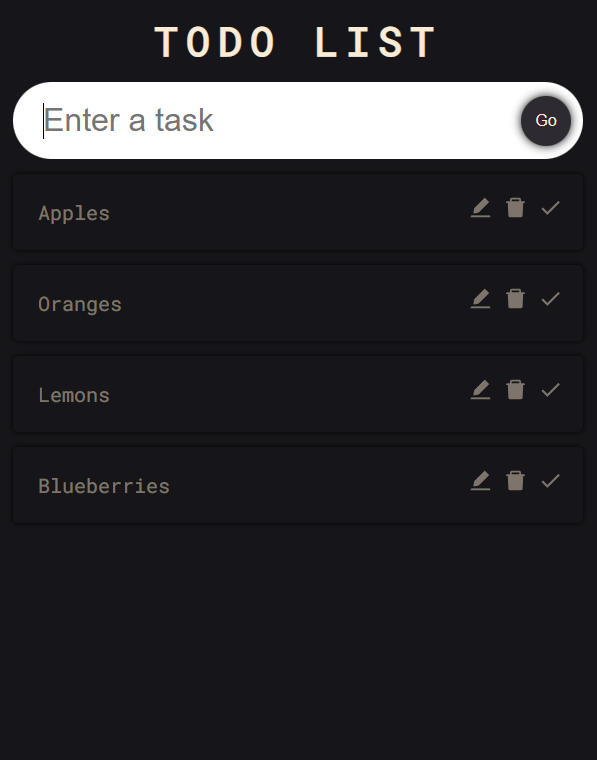 TODO LIST
Enter a task
Go
Apples
Oranges
Lemons
Blueberries